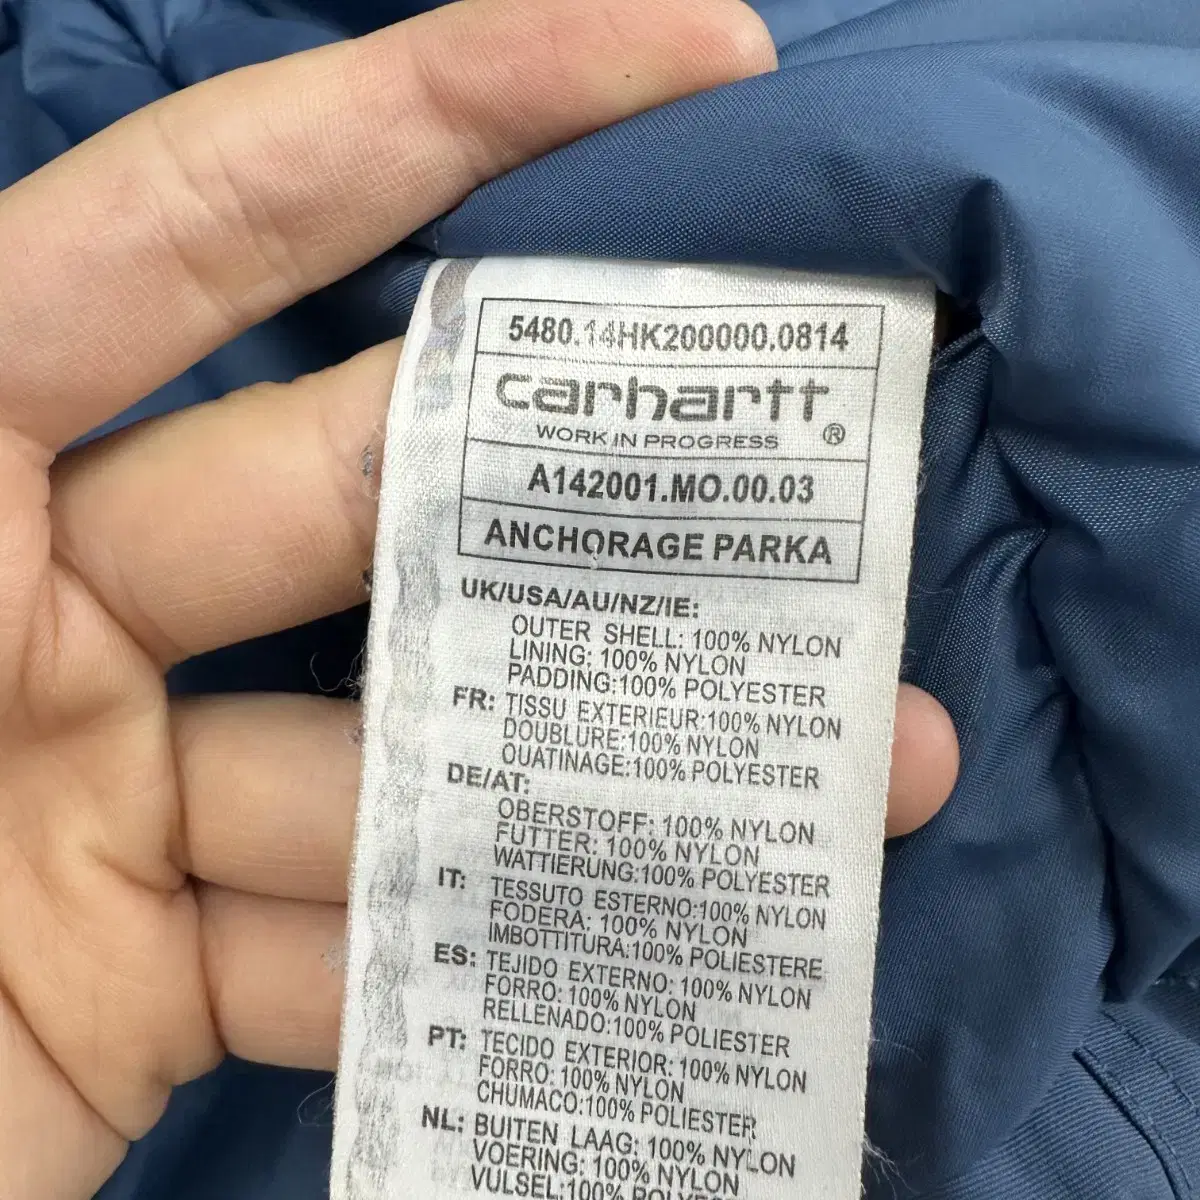 5480.14HK200000.0814
carhartt
WORK IN PROGRESS ®
A142001.MO.00.03
ANCHORAGE PARKA
UK/USA/AU/NZ/IE:
OUTER SHELL: 100% NYLON
LINING: 100% NYLON
PADDING:100% POLYESTER
FR: TISSU EXTERIEUR:100% NYLON
DOUBLURE:100% NYLON
OUATINAGE:100% POLYESTER
DE/AT:
OBERSTOFF: 100% NYLON
FUTTER: 100% NYLON
WATTIERUNG:100% POLYESTER
IT: TESSUTO ESTERNO:100% NYLON
FODERA: 100% NYLON
IMBOTTITURA:100% POLIESTERE
ES: TEJIDO EXTERNO: 100% NYLON
FORRO: 100% NYLON
RELLENADO:100% POLIESTER
PT: TECIDO EXTERIOR: 100% NYLON
FORRO: 100% NYLON
CHUMACO:100% POLIESTER
NL: BUITEN LAAG: 100% NYLON
VOERING: 100% NYLON
VULSEL:100%